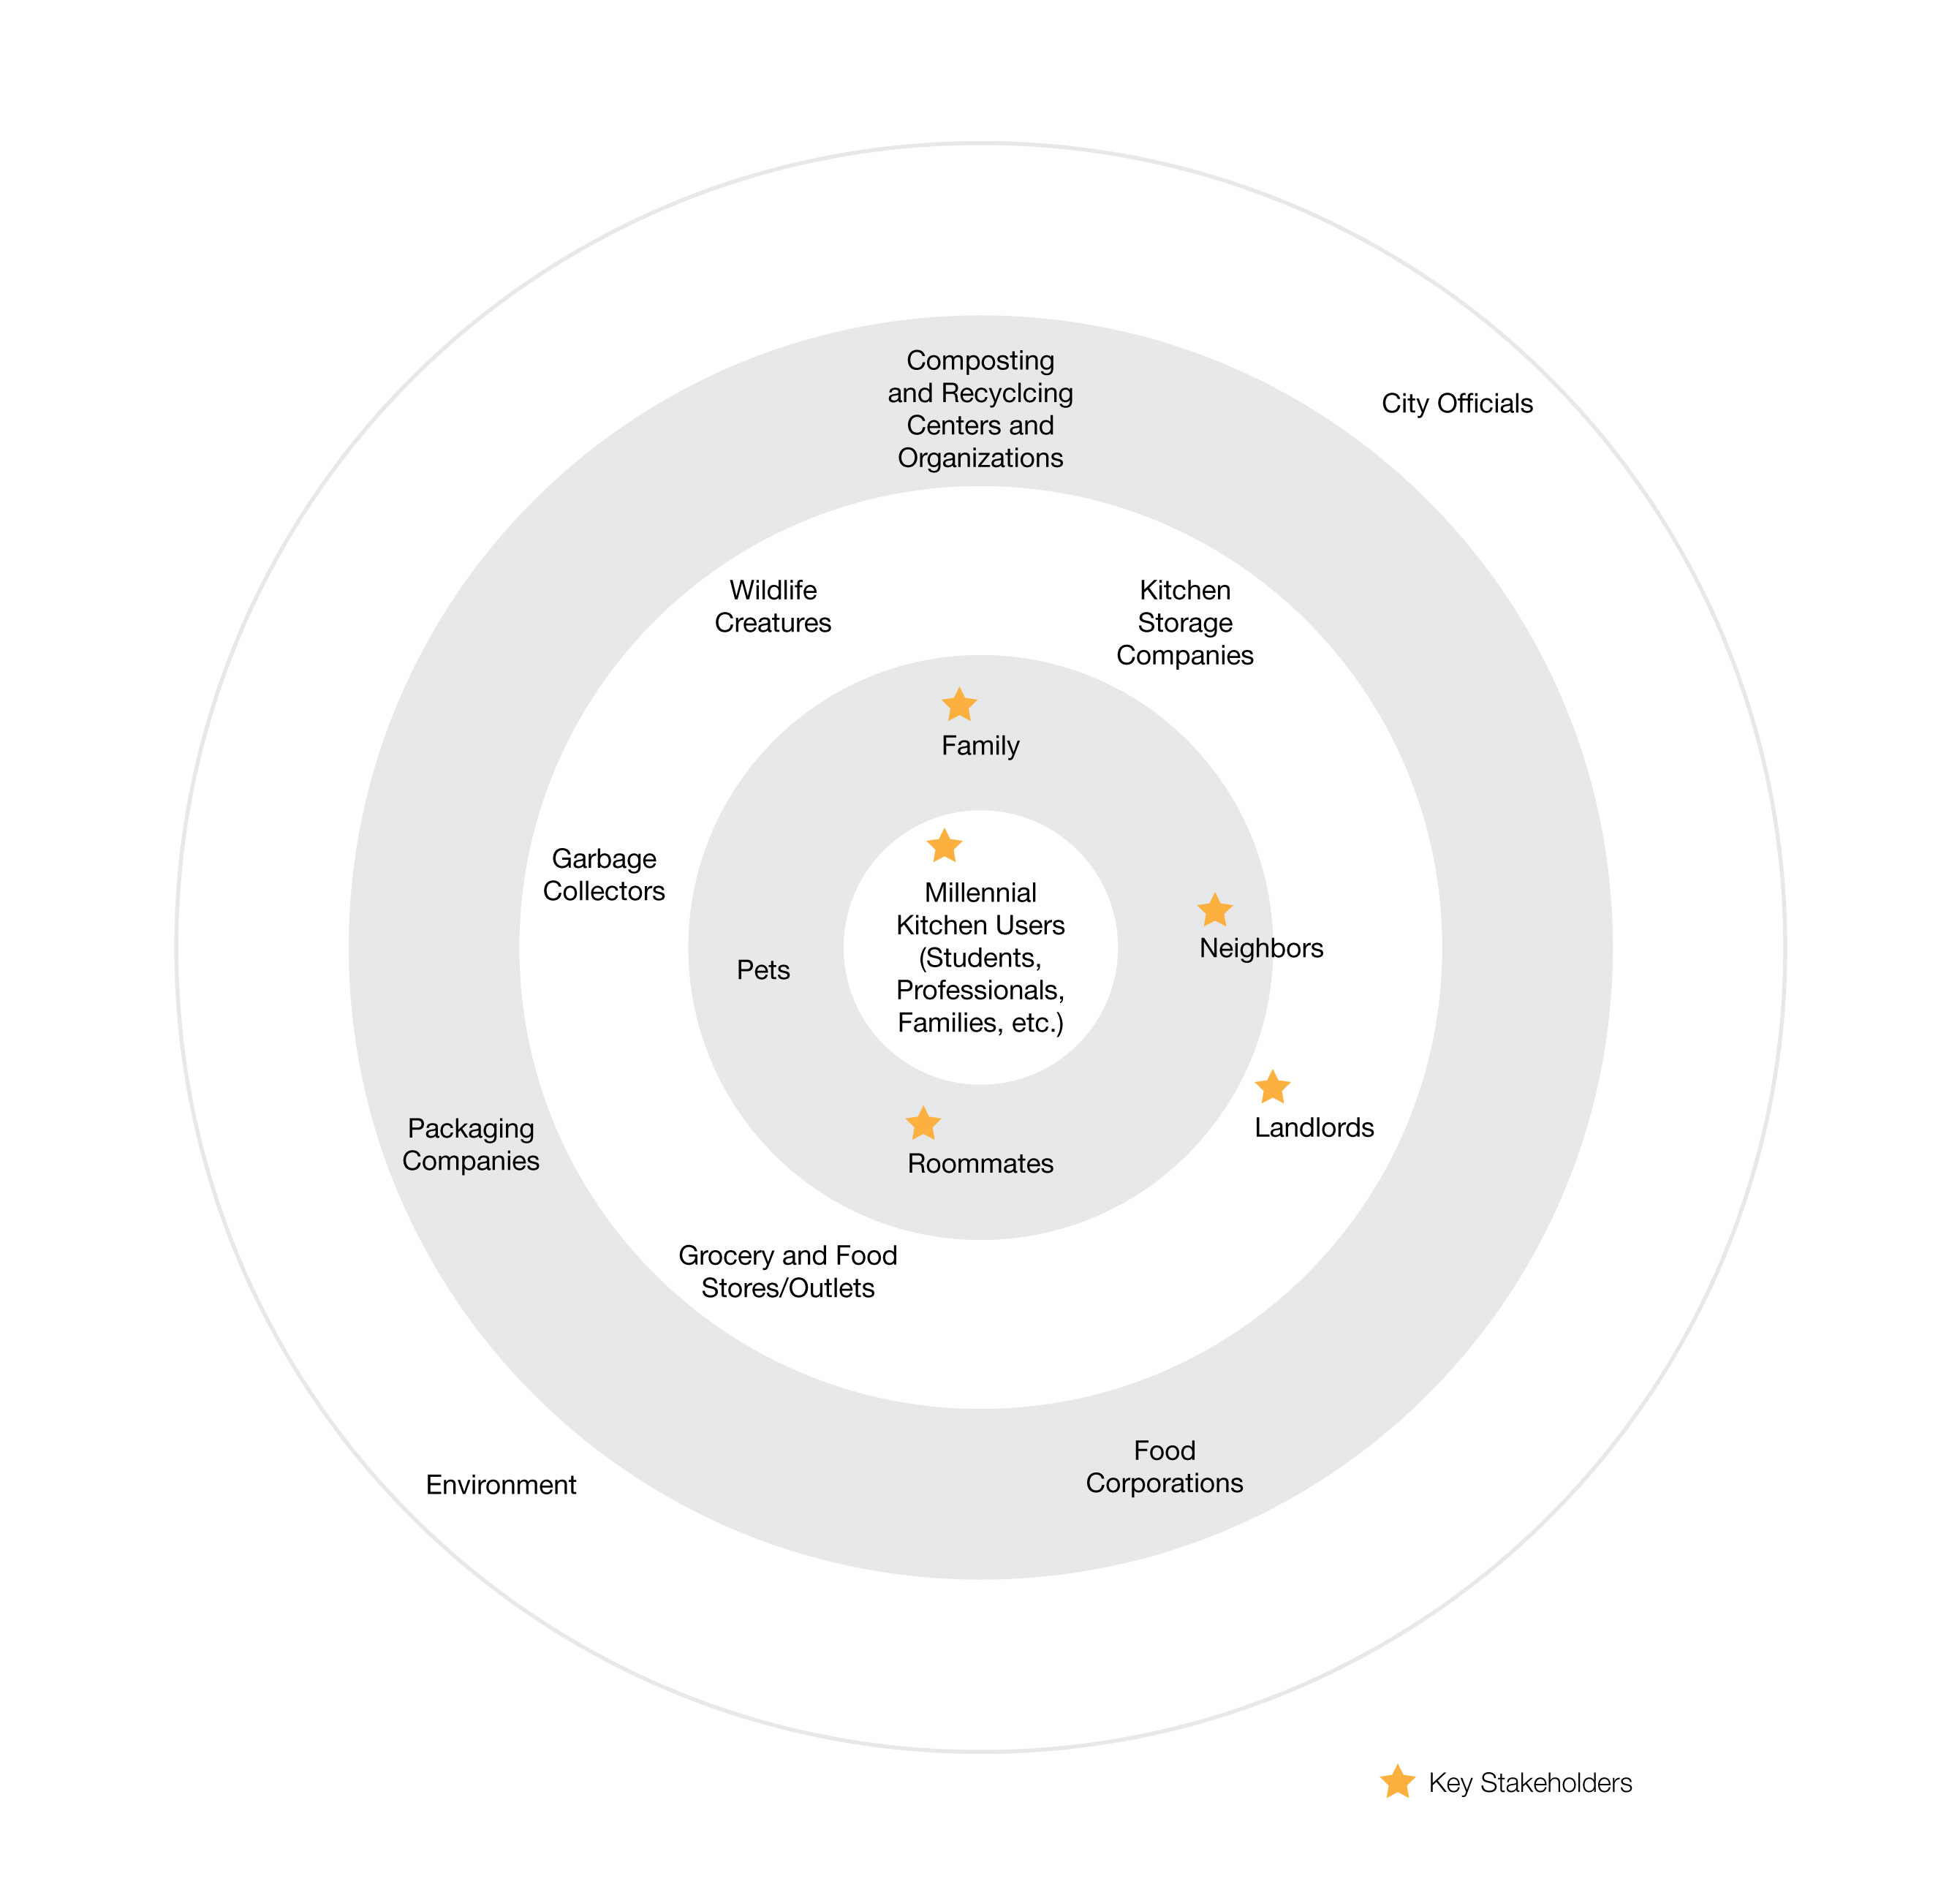 Composting
and Recyclcing
Centers and
Organizations
City Officials
Wildlife
Creatures
Kitchen
Storage
Companies
Family
Garbage
Collectors
Millennial
Kitchen Users
(Students,
Professionals,
Families, etc.)
Neighbors
Pets
Landlords
Packaging
Companies
Roommates
Grocery and Food
Stores/Outlets
Food
Corporations
Environment
Key Stakeholders